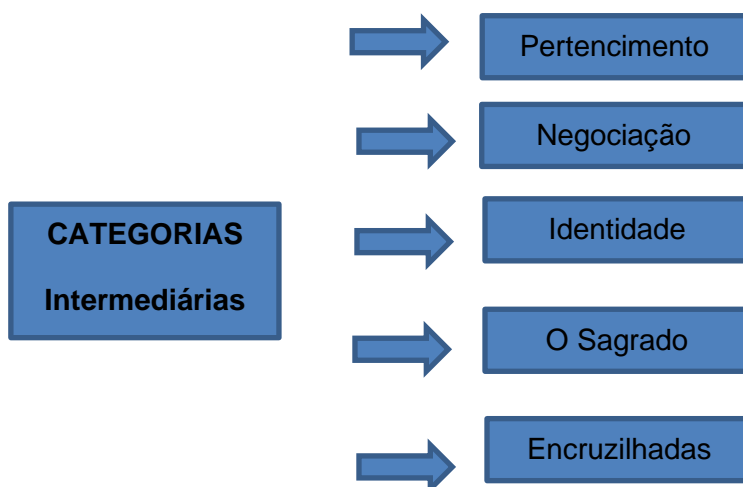 Pertencimento
Negociação
CATEGORIAS
Intermediárias
Identidade
O Sagrado
Encruzilhadas